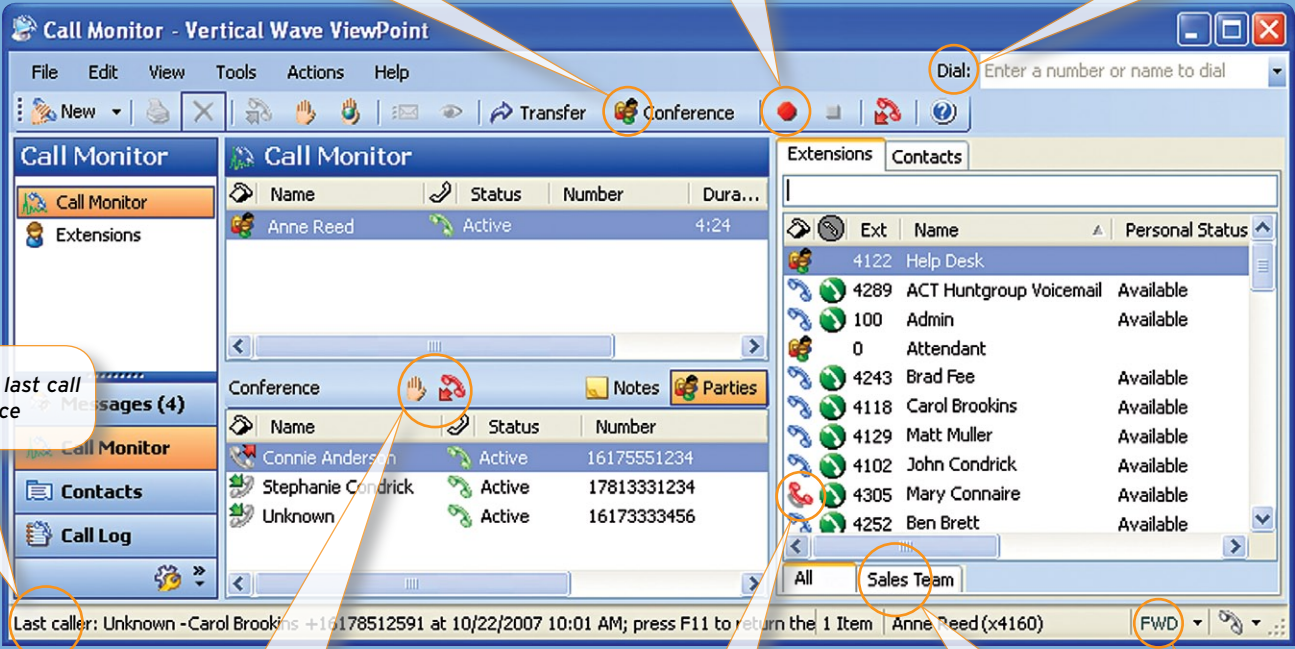 Call Monitor - Vertical Wave ViewPoint
File Edit View Tools Actions Help
Dial: Enter a number or name to dial
New Transfer Conference
Call Monitor
Call Monitor
Extensions
last call
ce
Messages (4)
Call Monitor
Contacts
Call Log
Call Monitor
Name Status Number Dura...
Anne Reed Active 4:24
Conference Notes Parties
Name Status Number
Connie Anderson Active 16175551234
Stephanie Condrick Active 17813331234
Unknown Active 16173333456
Extensions Contacts
Ext Name Personal Status
4122 Help Desk
4289 ACT Huntgroup Voicemail Available
100 Admin Available
0 Attendant
4243 Brad Fee Available
4118 Carol Brookins Available
4129 Matt Muller Available
4102 John Condrick Available
4305 Mary Connaire Available
4252 Ben Brett Available
All Sales Team
Last caller: Unknown -Carol Brookins +16178512591 at 10/22/2007 10:01 AM; press F11 to return the 1 Item Anne Reed (x4160) FWD